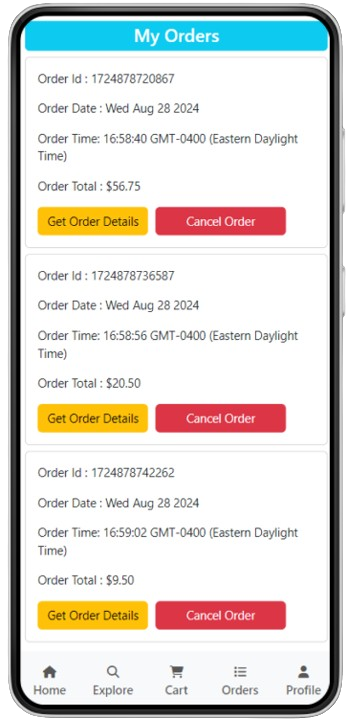 My Orders
Order Id : 1724878720867
Order Date : Wed Aug 28 2024
Order Time: 16:58:40 GMT-0400 (Eastern Daylight
Time)
Order Total : $56.75
Get Order Details Cancel Order
Order Id : 1724878736587
Order Date : Wed Aug 28 2024
Order Time: 16:58:56 GMT-0400 (Eastern Daylight
Time)
Order Total : $20.50
Get Order Details Cancel Order
Order Id : 1724878742262
Order Date : Wed Aug 28 2024
Order Time: 16:59:02 GMT-0400 (Eastern Daylight
Time)
Order Total : $9.50
Get Order Details Cancel Order
Home Explore Cart Orders Profile